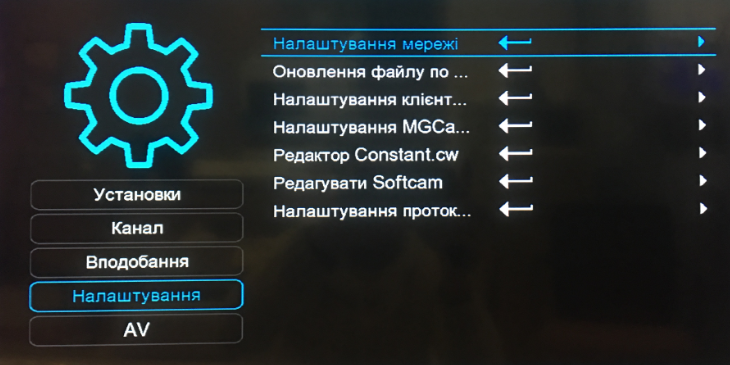 Установки
Канал
Вподобання
Налаштування
AV
Налаштування мережі
Оновлення файлу по ...
Налаштування клієнт...
Налаштування MGCa...
Редактор Constant.cw
Редагувати Softcam
Налаштування проток...